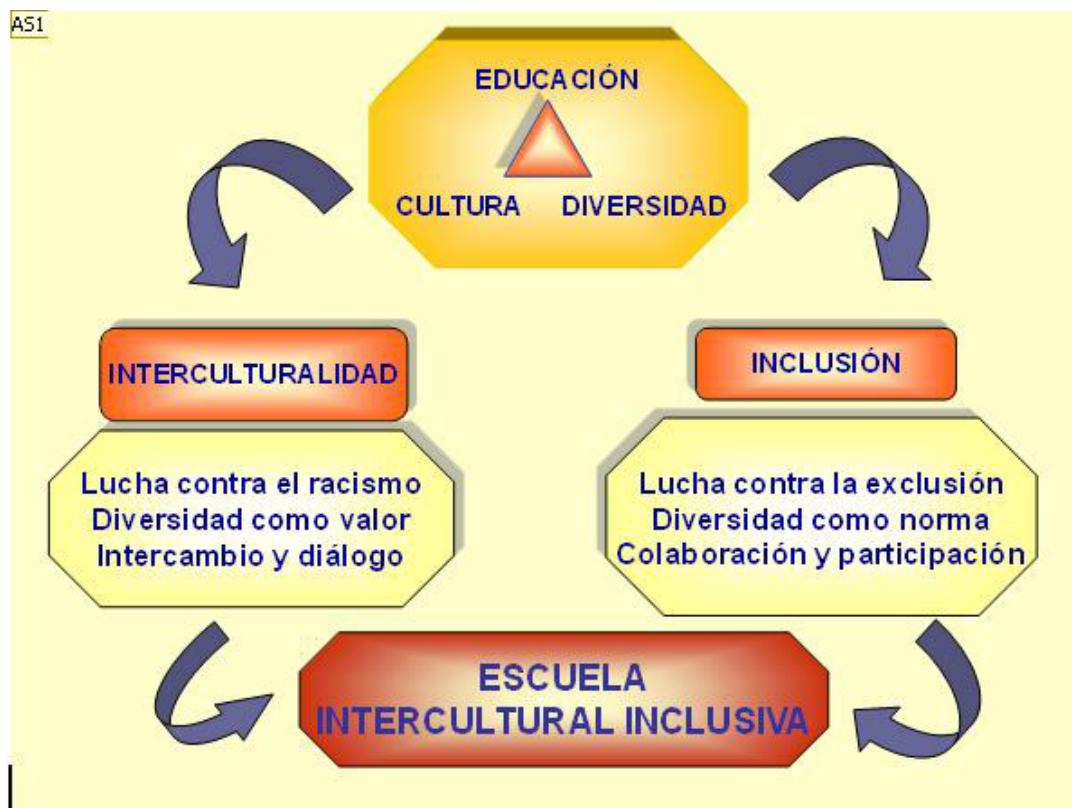 AS1
EDUCACIÓN
CULTURA DIVERSIDAD
INTERCULTURALIDAD
Lucha contra el racismo
Diversidad como valor
Intercambio y diálogo
INCLUSIÓN
Lucha contra la exclusión
Diversidad como norma
Colaboración y participación
ESCUELA
INTERCULTURAL INCLUSIVA